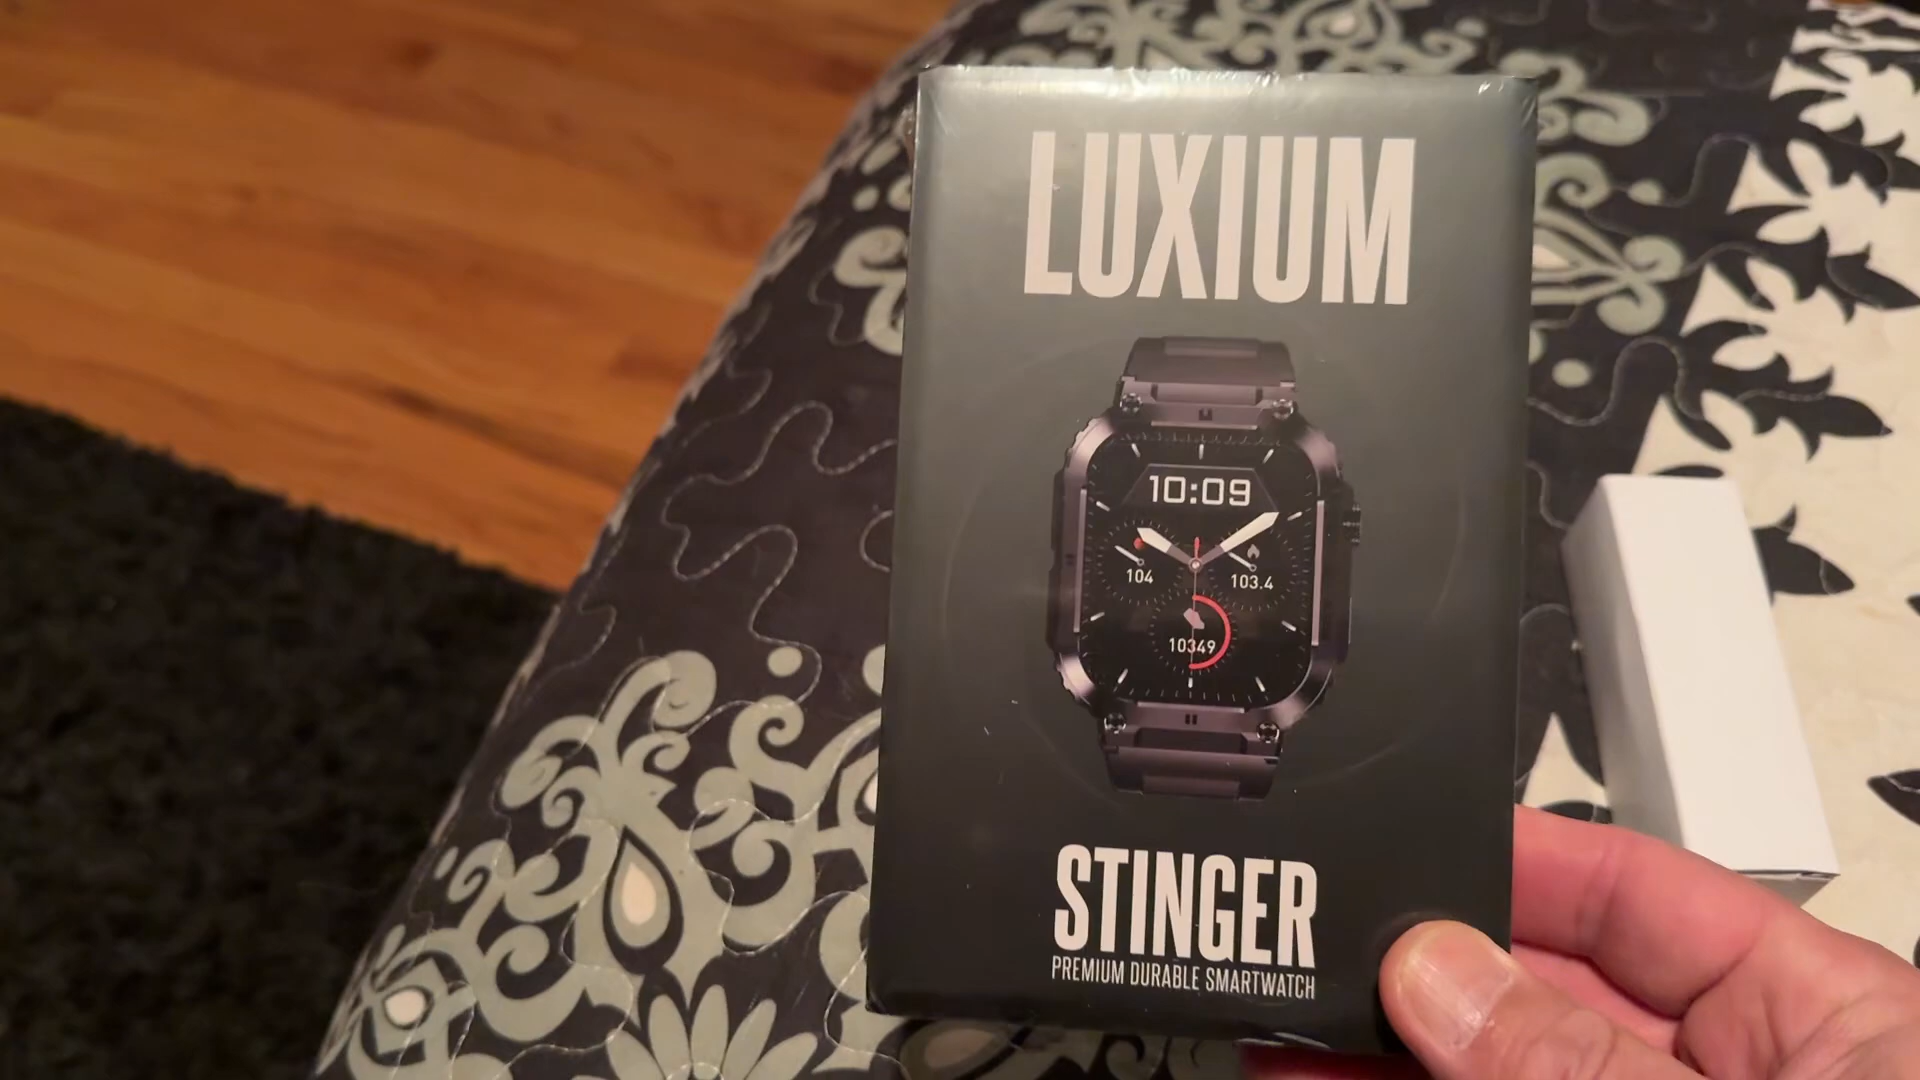 LUXIUM
10:09
104
103.4
10349
STINGER
PREMIUM DURABLE SMARTWATCH